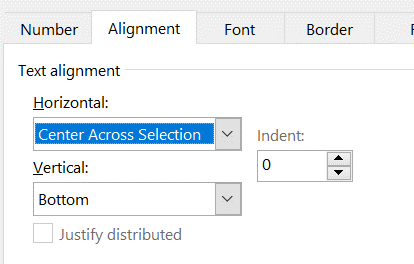 Number Alignment Font Border
Text alignment
Horizontal:
Center Across Selection
Indent:
0
Vertical:
Bottom
Justify distributed